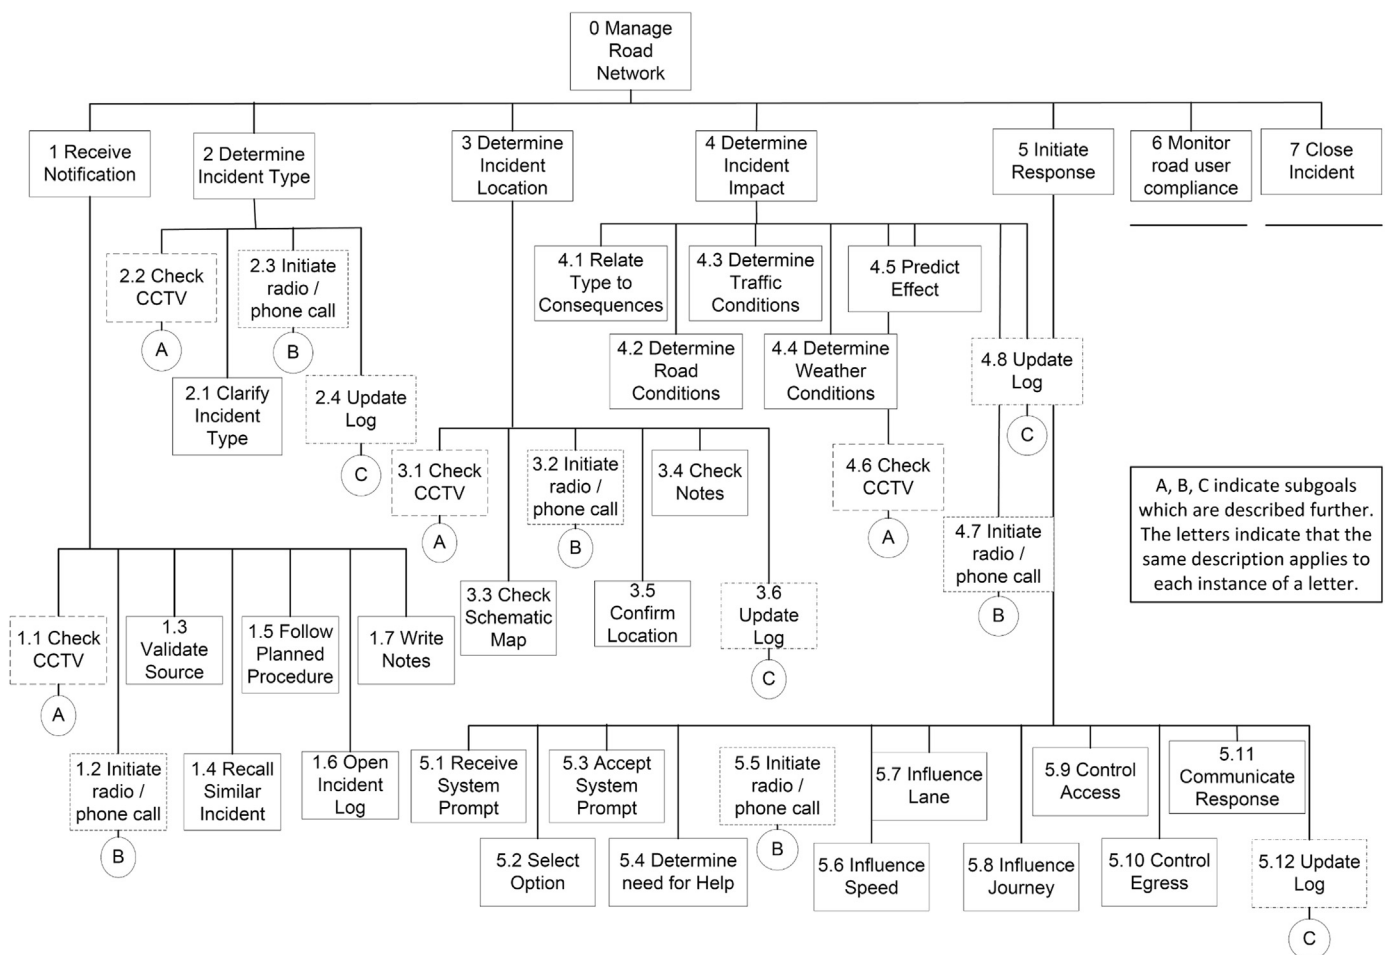 0 Manage
Road
Network
1 Receive
Notification
2 Determine
Incident Type
3 Determine
Incident
Location
4 Determine
Incident
Impact
5 Initiate
Response
6 Monitor
road user
compliance
7 Close
Incident
2.2 Check
CCTV
A
2.3 Initiate
radio /
phone call
B
2.1 Clarify
Incident
Type
2.4 Update
Log
C
4.1 Relate
Type to
Consequences
4.3 Determine
Traffic
Conditions
4.5 Predict
Effect
4.2 Determine
Road
Conditions
4.4 Determine
Weather
Conditions
4.8 Update
Log
C
3.1 Check
CCTV
A
3.2 Initiate
radio /
phone call
B
3.4 Check
Notes
4.6 Check
CCTV
A
4.7 Initiate
radio /
phone call
B
A, B, C indicate subgoals
which are described further.
The letters indicate that the
same description applies to
each instance of a letter.
3.3 Check
Schematic
Map
3.5
Confirm
Location
3.6
Update
Log
C
1.1 Check
CCTV
A
1.3
Validate
Source
1.5 Follow
Planned
Procedure
1.7 Write
Notes
1.2 Initiate
radio /
phone call
B
1.4 Recall
Similar
Incident
1.6 Open
Incident
Log
5.1 Receive
System
Prompt
5.3 Accept
System
Prompt
5.5 Initiate
radio /
phone call
B
5.7 Influence
Lane
5.9 Control
Access
5.11
Communicate
Response
5.2 Select
Option
5.4 Determine
need for Help
5.6 Influence
Speed
5.8 Influence
Journey
5.10 Control
Egress
5.12 Update
Log
C